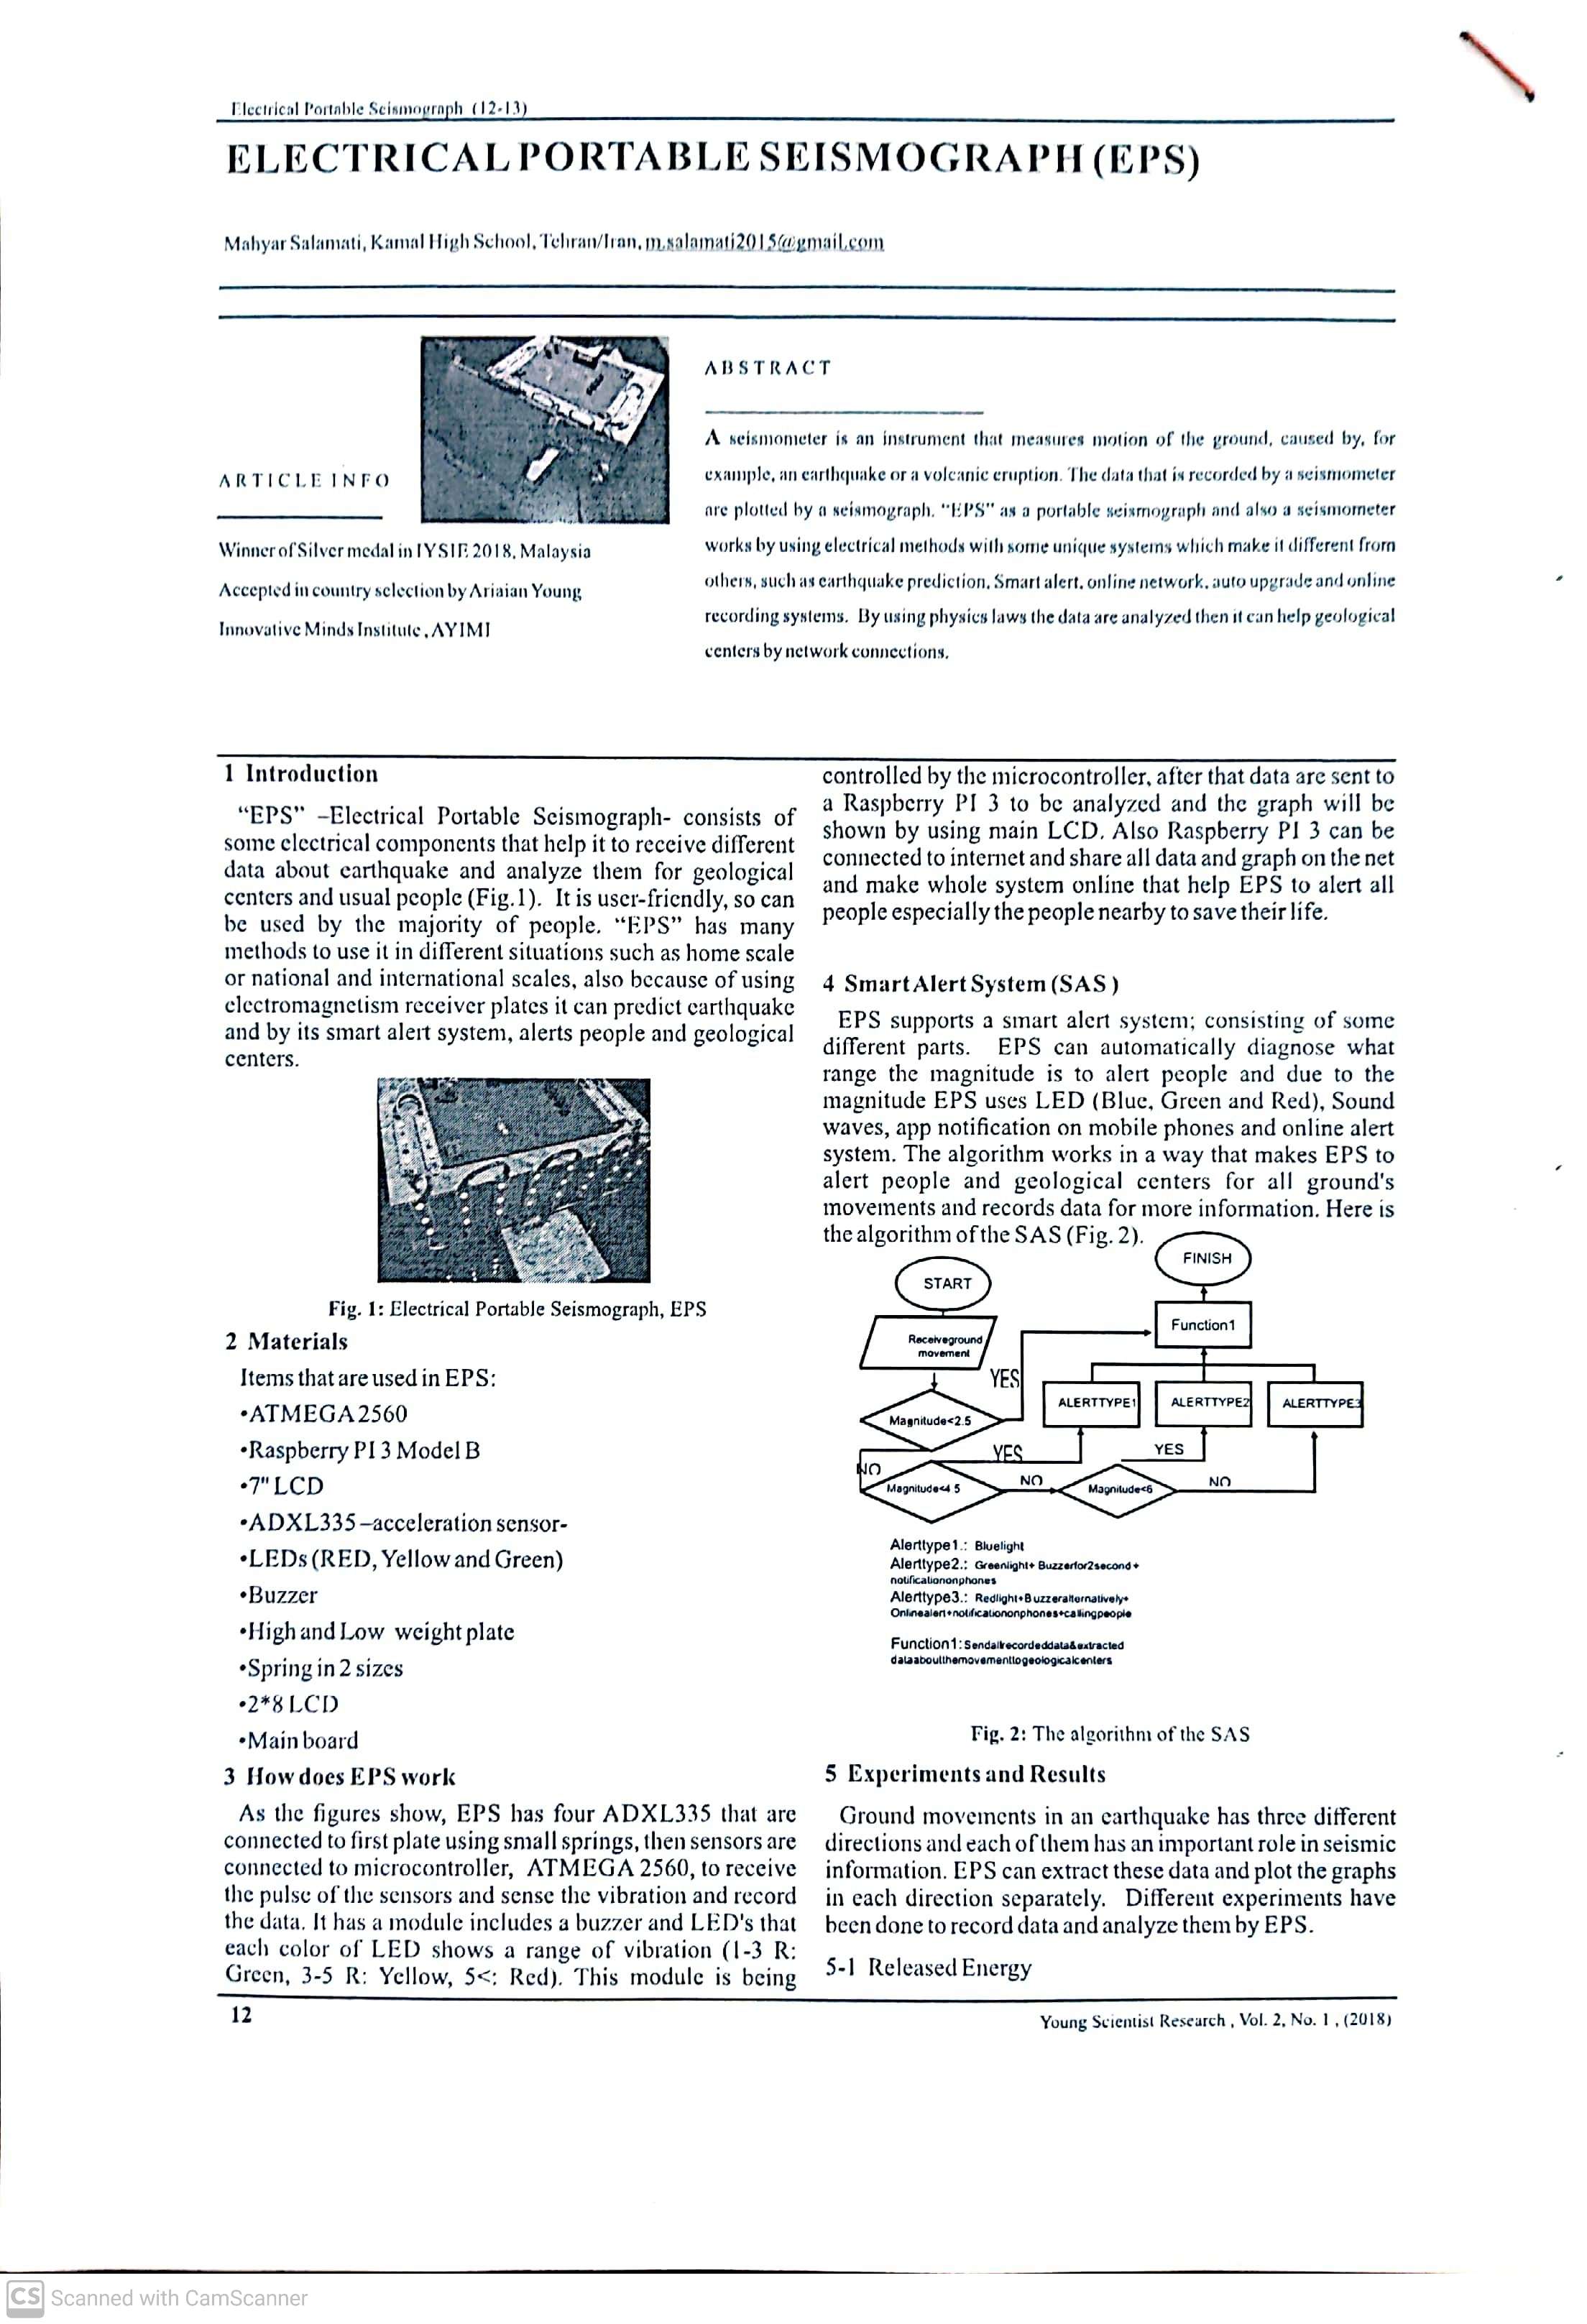 Electrical Portable Seismograph (12-13)
ELECTRICAL PORTABLE SEISMOGRAPH (EPS)
Mahyar Salamati, Kamal High School, Tehran/Iran, m.salamati2015@gmail.com
ARTICLE INFO
Winner of Silver medal in IYSIE 2018, Malaysia
Accepted in country selection by Ariaian Young
Innovative Minds Institute, AYIMI
ABSTRACT
A seismometer is an instrument that measures motion of the ground, caused by, for
example, an earthquake or a volcanic eruption. The data that is recorded by a seismometer
are plotted by a seismograph. “EPS” as a portable seismograph and also a seismometer
works by using electrical methods with some unique systems which make it different from
others, such as earthquake prediction, Smart alert, online network, auto upgrade and online
recording systems. By using physics laws the data are analyzed then it can help geological
centers by network connections.
1 Introduction
“EPS” –Electrical Portable Seismograph- consists of
some electrical components that help it to receive different
data about earthquake and analyze them for geological
centers and usual people (Fig.1). It is user-friendly, so can
be used by the majority of people. “EPS” has many
methods to use it in different situations such as home scale
or national and international scales, also because of using
electromagnetism receiver plates it can predict earthquake
and by its smart alert system, alerts people and geological
centers.
Fig. 1: Electrical Portable Seismograph, EPS
2 Materials
Items that are used in EPS:
•ATMEGA 2560
•Raspberry PI 3 Model B
•7" LCD
•ADXL335 –acceleration sensor-
•LEDs (RED, Yellow and Green)
•Buzzer
•High and Low weight plate
•Spring in 2 sizes
•2*8 LCD
•Main board
3 How does EPS work
As the figures show, EPS has four ADXL335 that are
connected to first plate using small springs, then sensors are
connected to microcontroller, ATMEGA 2560, to receive
the pulse of the sensors and sense the vibration and record
the data. It has a module includes a buzzer and LED's that
each color of LED shows a range of vibration (1-3 R:
Green, 3-5 R: Yellow, 5<: Red). This module is being
controlled by the microcontroller, after that data are sent to
a Raspberry PI 3 to be analyzed and the graph will be
shown by using main LCD. Also Raspberry PI 3 can be
connected to internet and share all data and graph on the net
and make whole system online that help EPS to alert all
people especially the people nearby to save their life.
4 Smart Alert System (SAS )
EPS supports a smart alert system; consisting of some
different parts. EPS can automatically diagnose what
range the magnitude is to alert people and due to the
magnitude EPS uses LED (Blue, Green and Red), Sound
waves, app notification on mobile phones and online alert
system. The algorithm works in a way that makes EPS to
alert people and geological centers for all ground's
movements and records data for more information. Here is
the algorithm of the SAS (Fig. 2).
FINISH
START
Function1
Receiveground
movement
YES
ALERTTYPE1
ALERTTYPE2
ALERTTYPE3
Magnitude<2.5
YES
YES
NO
NO
NO
Magnitude<4 5
Magnitude<6
Alerttype1.: Bluelight
Alerttype2.: Greenlight+ Buzzerfor2second+
notificationonphones
Alerttype3.: Redlight+Buzzeralternatively+
Onlinealert+notificationonphones+callingpeople
Function1:Sendallrecordeddata&extracted
dataaboutthemovementtogeologicalcenters
Fig. 2: The algorithm of the SAS
5 Experiments and Results
Ground movements in an earthquake has three different
directions and each of them has an important role in seismic
information. EPS can extract these data and plot the graphs
in each direction separately. Different experiments have
been done to record data and analyze them by EPS.
5-1 Released Energy
12
Young Scientist Research , Vol. 2, No. 1 , (2018)
CS Scanned with CamScanner